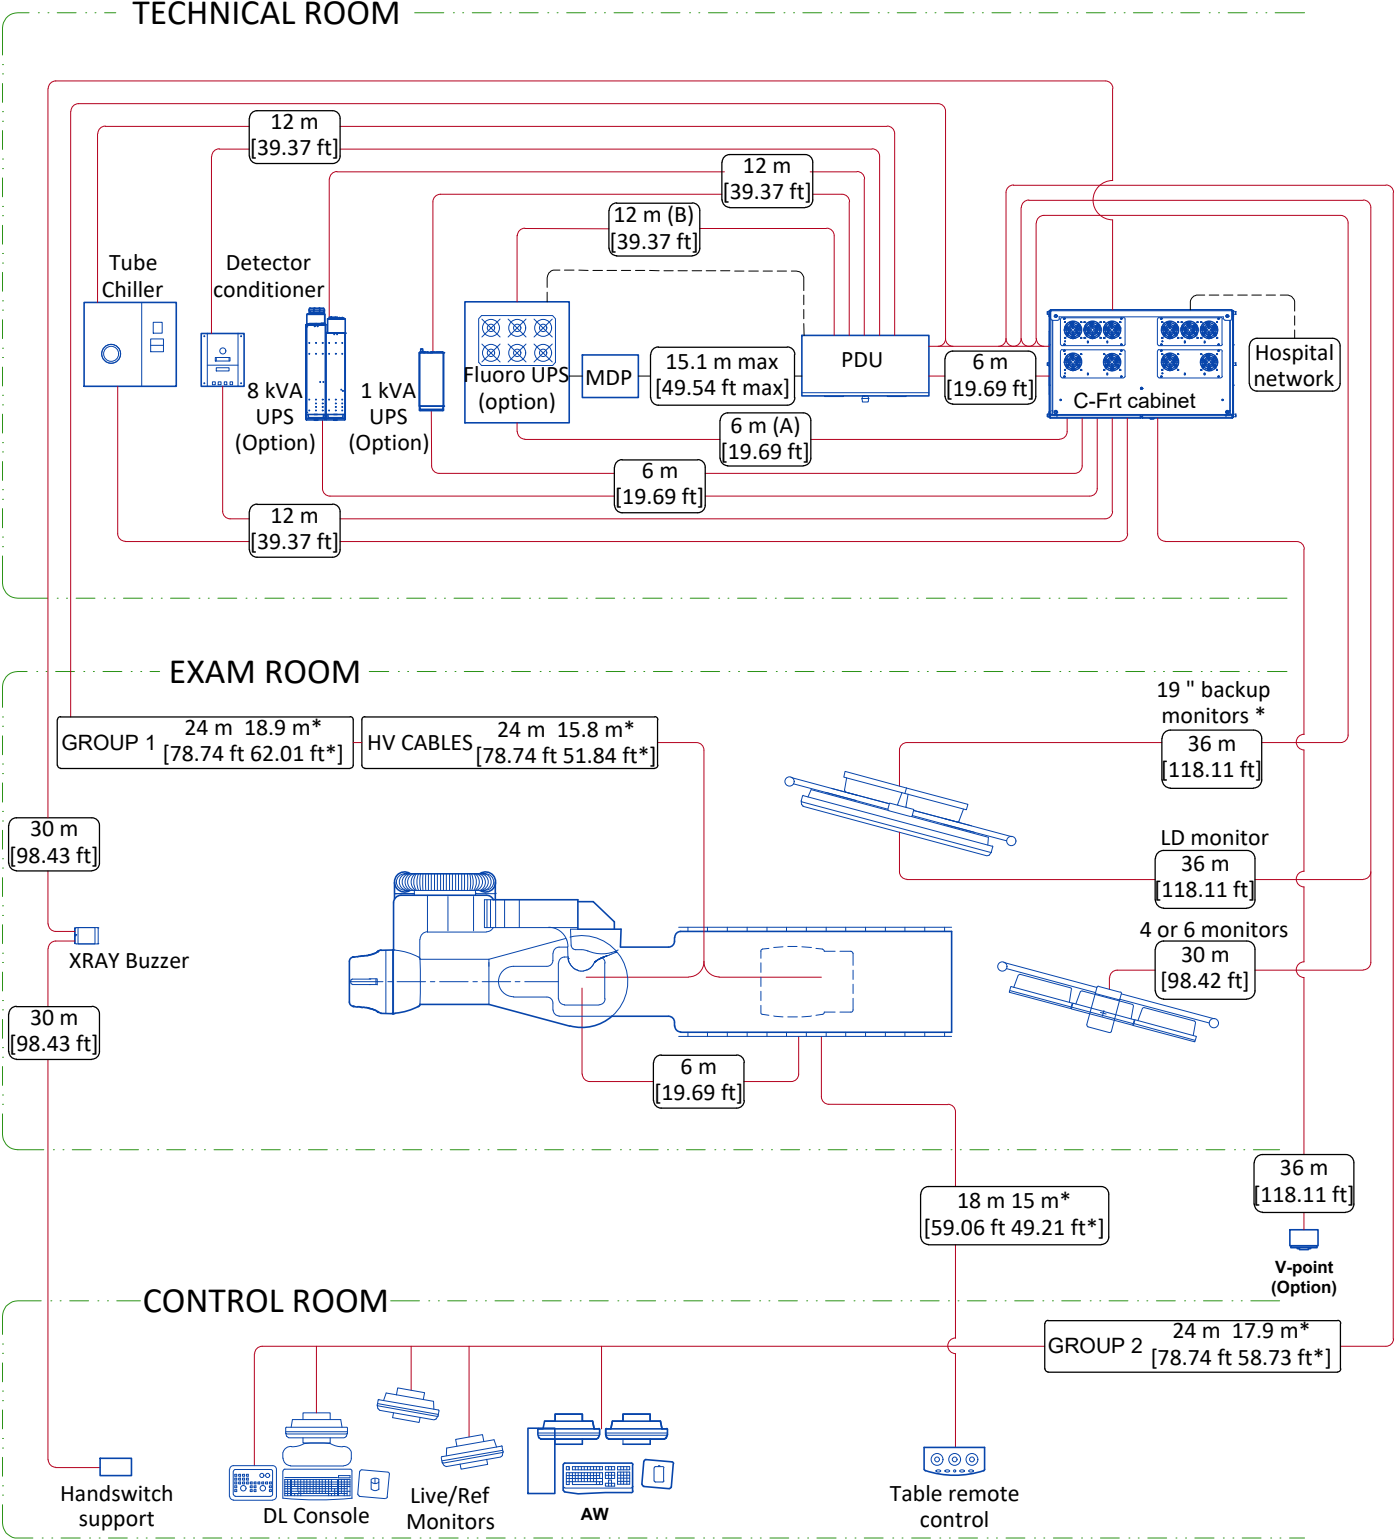 TECHNICAL ROOM
12 m
[39.37 ft]
12 m
[39.37 ft]
12 m (B)
[39.37 ft]
Tube
Chiller
Detector
conditioner
8 kVA
UPS
(Option)
1 kVA
UPS
(Option)
Fluoro UPS
(option)
MDP
15.1 m max
[49.54 ft max]
PDU
6 m
[19.69 ft]
C-Frt cabinet
Hospital
network
6 m (A)
[19.69 ft]
6 m
[19.69 ft]
12 m
[39.37 ft]
EXAM ROOM
GROUP 1
24 m 18.9 m*
[78.74 ft 62.01 ft*]
HV CABLES
24 m 15.8 m*
[78.74 ft 51.84 ft*]
19 " backup
monitors *
36 m
[118.11 ft]
30 m
[98.43 ft]
LD monitor
36 m
[118.11 ft]
XRAY Buzzer
4 or 6 monitors
30 m
[98.42 ft]
30 m
[98.43 ft]
6 m
[19.69 ft]
18 m 15 m*
[59.06 ft 49.21 ft*]
36 m
[118.11 ft]
V-point
(Option)
CONTROL ROOM
GROUP 2
24 m 17.9 m*
[78.74 ft 58.73 ft*]
Handswitch
support
DL Console
Live/Ref
Monitors
AW
Table remote
control